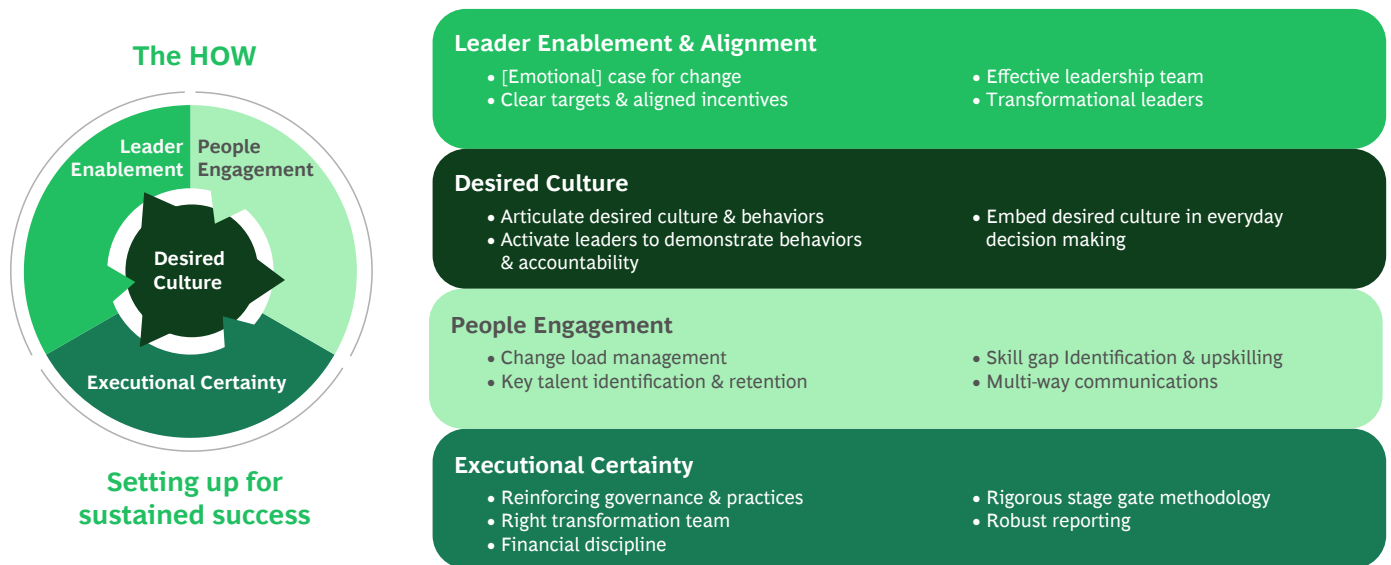 The HOW
Leader
Enablement
People
Engagement
Desired
Culture
Executional Certainty
Setting up for
sustained success
Leader Enablement & Alignment
• [Emotional] case for change
• Clear targets & aligned incentives
• Effective leadership team
• Transformational leaders
Desired Culture
• Articulate desired culture & behaviors
• Activate leaders to demonstrate behaviors
& accountability
• Embed desired culture in everyday
decision making
People Engagement
• Change load management
• Key talent identification & retention
• Skill gap Identification & upskilling
• Multi-way communications
Executional Certainty
• Reinforcing governance & practices
• Right transformation team
• Financial discipline
• Rigorous stage gate methodology
• Robust reporting